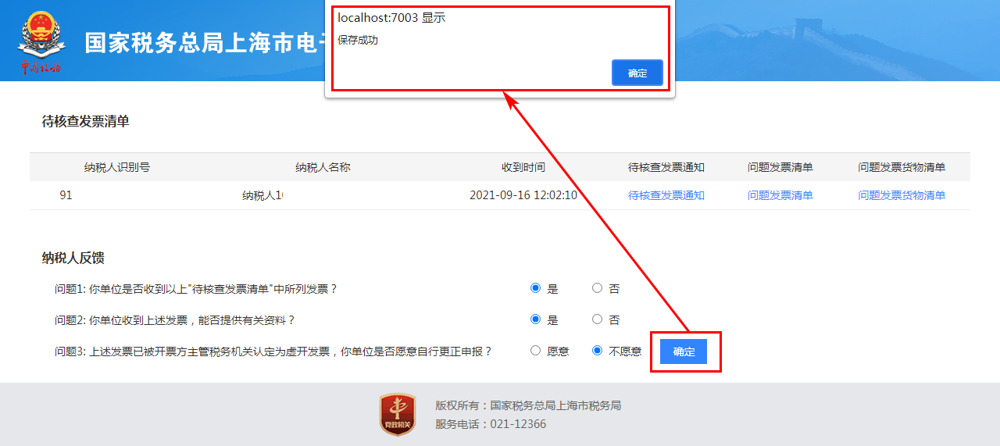 国家税务总局上海市电子
localhost:7003 显示
保存成功
确定
待核查发票清单
纳税人识别号 纳税人名称 收到时间 待核查发票通知 问题发票清单 问题发票货物清单
91 纳税人1 2021-09-16 12:02:10 待核查发票通知 问题发票清单 问题发票货物清单
纳税人反馈
问题1: 你单位是否收到以上"待核查发票清单"中所列发票？ 是 否
问题2: 你单位收到上述发票，能否提供有关资料？ 是 否
问题3: 上述发票已被开票方主管税务机关认定为虚开发票，你单位是否愿意自行更正申报？ 愿意 不愿意 确定
党政机关
版权所有：国家税务总局上海市税务局
服务电话：021-12366